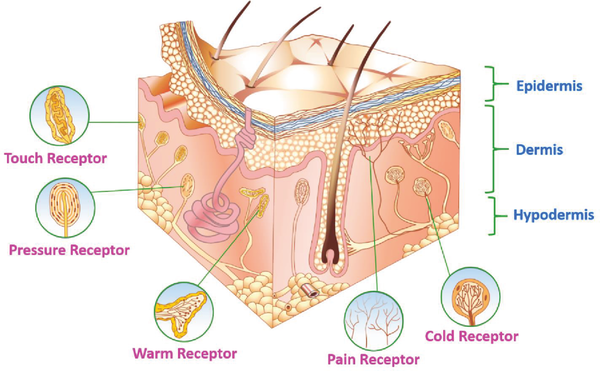 Epidermis
Touch Receptor
Dermis
Hypodermis
Pressure Receptor
Cold Receptor
Warm Receptor
Pain Receptor